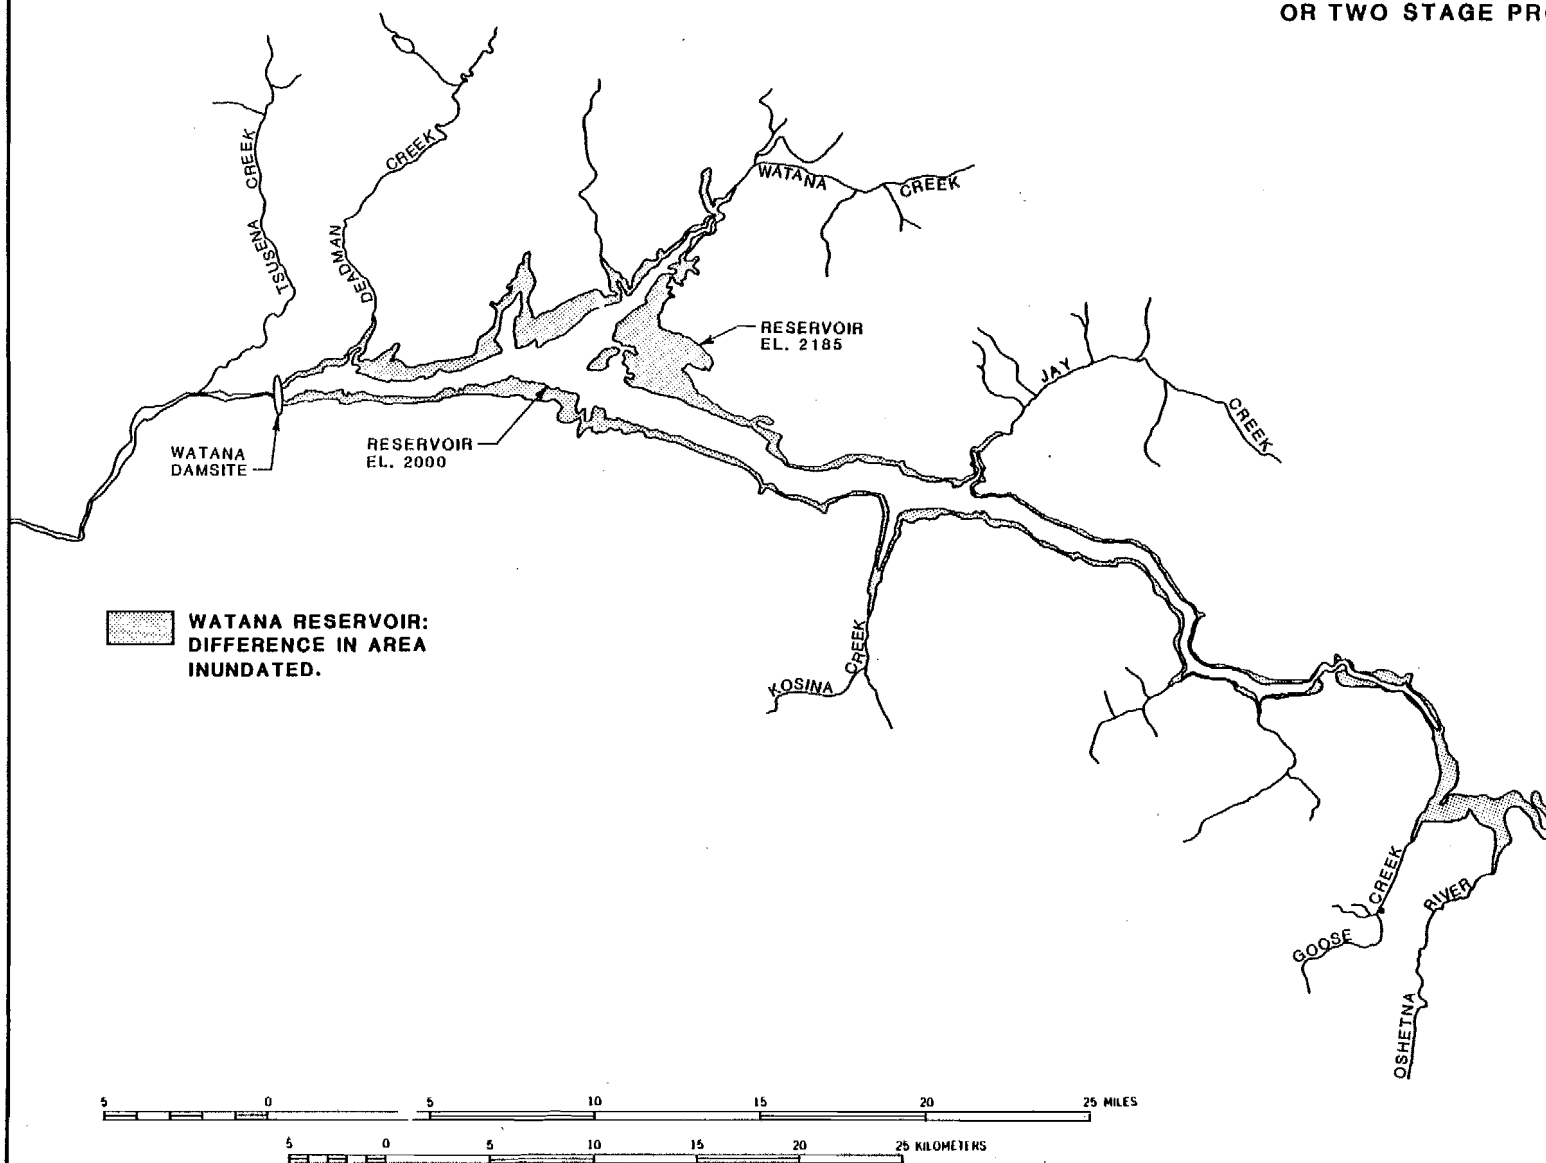 OR TWO STAGE PR
TSUSENA CREEK
DEADMAN CREEK
WATANA CREEK
RESERVOIR
EL. 2185
JAY CREEK
WATANA
DAMSITE
RESERVOIR
EL. 2000
WATANA RESERVOIR:
DIFFERENCE IN AREA
INUNDATED.
KOSINA CREEK
GOOSE CREEK
OSHETNA RIVER
5 0 5 10 15 20 25 MILES
5 0 5 10 15 20 25 KILOMETERS